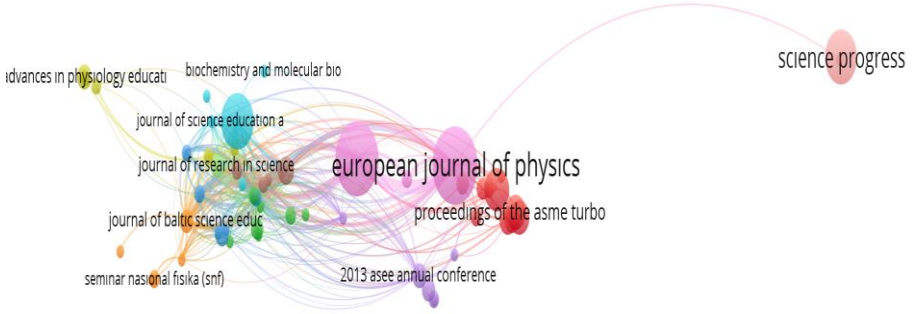 science progress
biochemistry and molecular bio
advances in physiology educati
journal of science education a
journal of research in science
european journal of physics
proceedings of the asme turbo
journal of baltic science educ
2013 asee annual conference
seminar nasional fisika (snf)